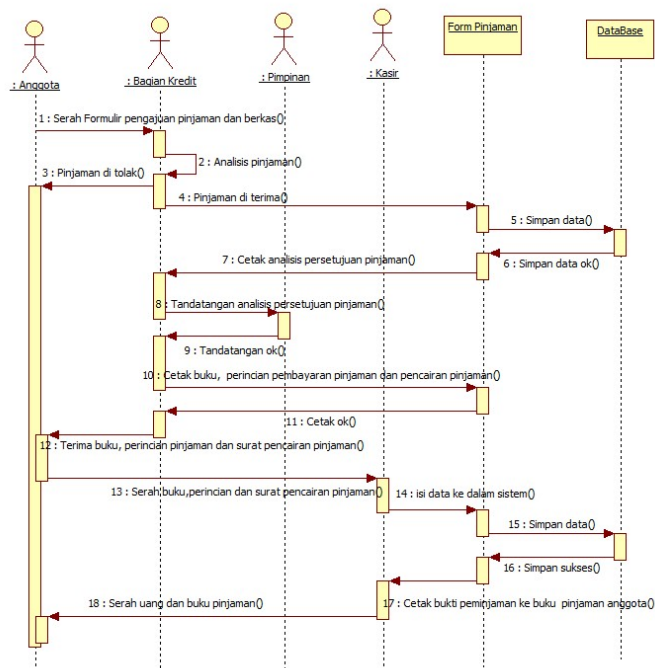 : Anggota
: Bagian Kredit
: Pimpinan
: Kasir
Form Pinjaman
DataBase
1 : Serah Formulir pengajuan pinjaman dan berkas()
2 : Analisis pinjaman()
3 : Pinjaman di tolak()
4 : Pinjaman di terima()
5 : Simpan data()
6 : Simpan data ok()
7 : Cetak analisis persetujuan pinjaman()
8 : Tandatangan analisis persetujuan pinjaman()
9 : Tandatangan ok()
10 : Cetak buku, perincian pembayaran pinjaman dan pencairan pinjaman()
11 : Cetak ok()
12 : Terima buku, perincian pinjaman dan surat pencairan pinjaman()
13 : Serah buku,perincian dan surat pencairan pinjaman()
14 : isi data ke dalam sistem()
15 : Simpan data()
16 : Simpan sukses()
17 : Cetak bukti peminjaman ke buku pinjaman anggota()
18 : Serah uang dan buku pinjaman()